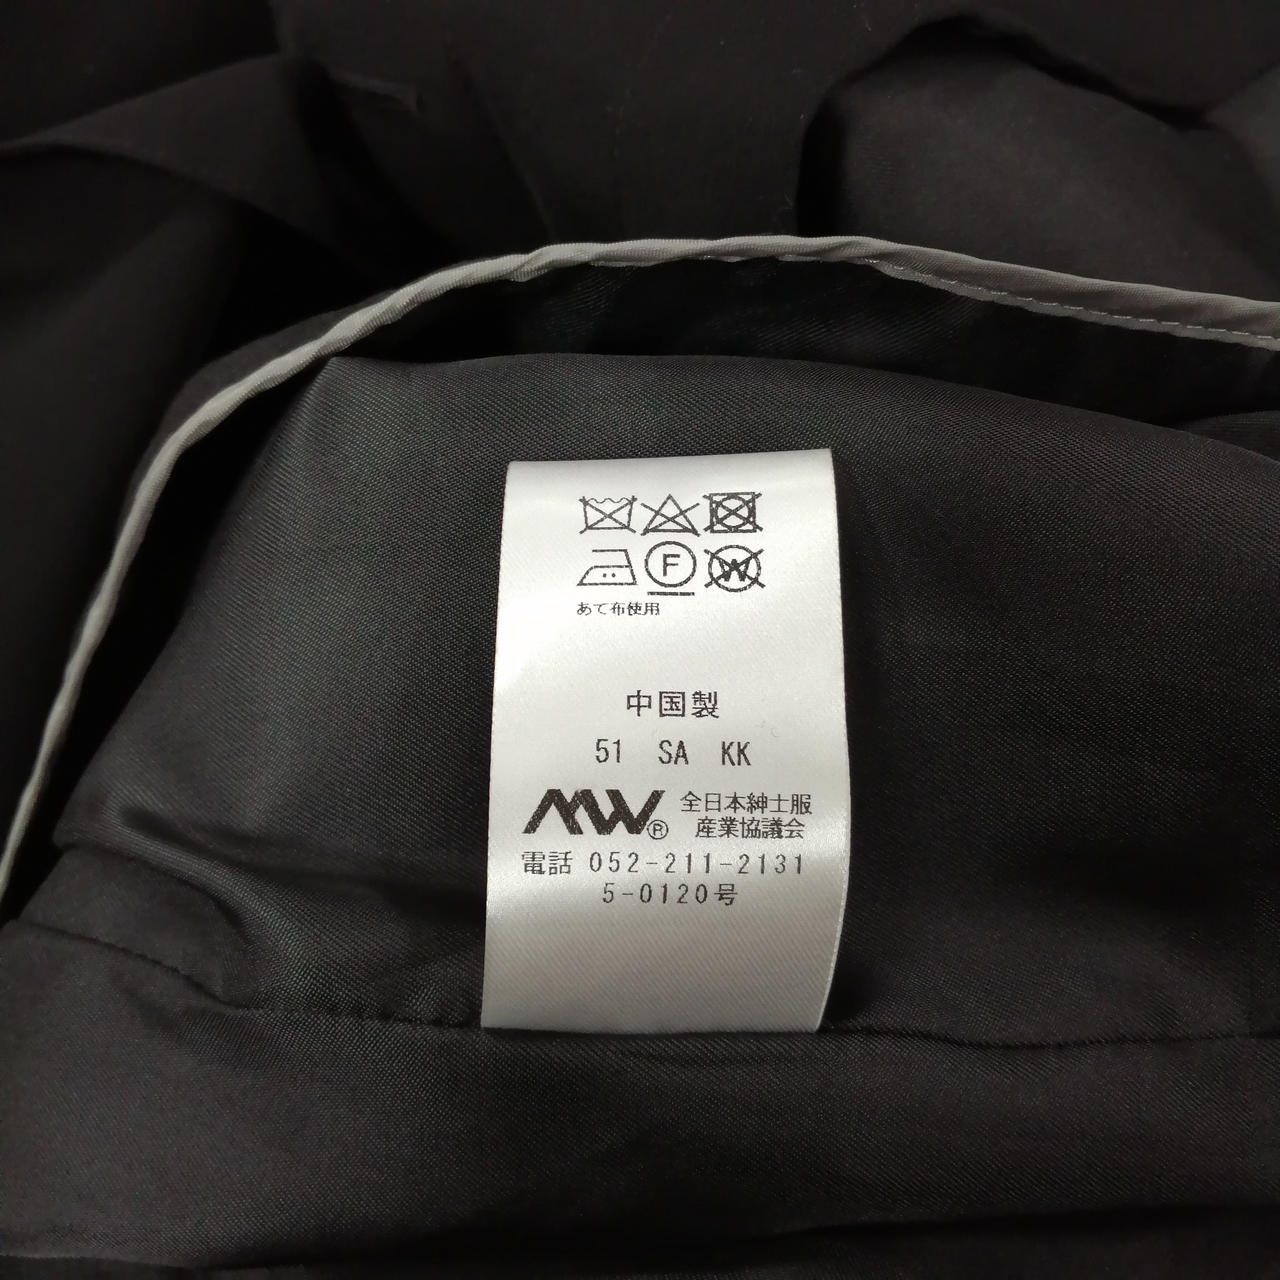 F W
あて布使用
中国製
51 SA KK
MW® 全日本紳士服
産業協議会
電話 052-211-2131
5-0120号